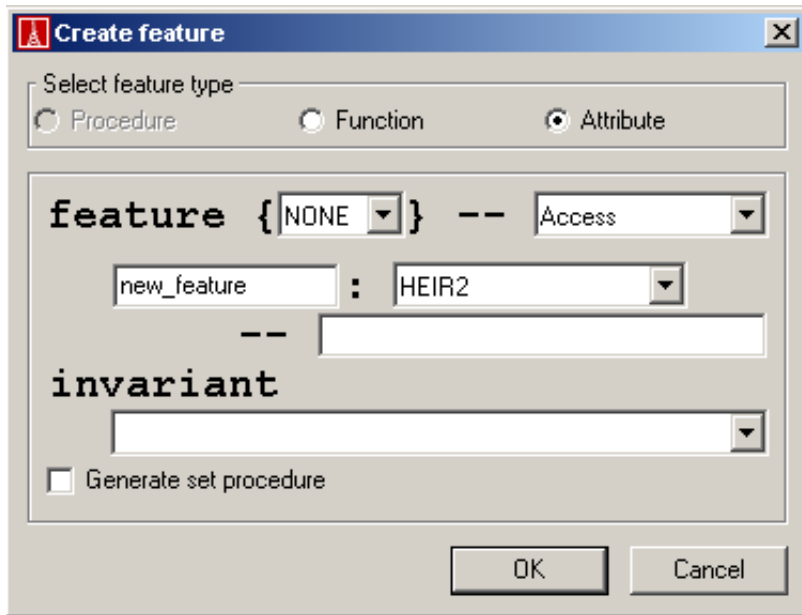 Create feature
Select feature type
Procedure Function Attribute
feature { NONE } -- Access
new_feature : HEIR2
--
invariant
Generate set procedure
OK Cancel